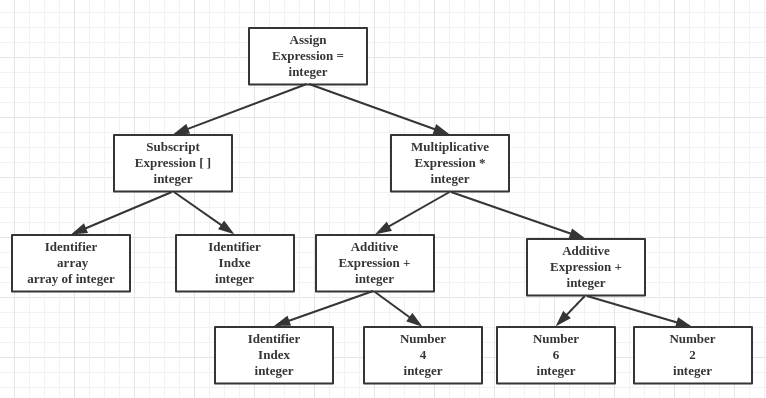 Assign
Expression =
integer
Subscript
Expression [ ]
integer
Multiplicative
Expression *
integer
Identifier
array
array of integer
Identifier
Indxe
integer
Additive
Expression +
integer
Additive
Expression +
integer
Identifier
Index
integer
Number
4
integer
Number
6
integer
Number
2
integer